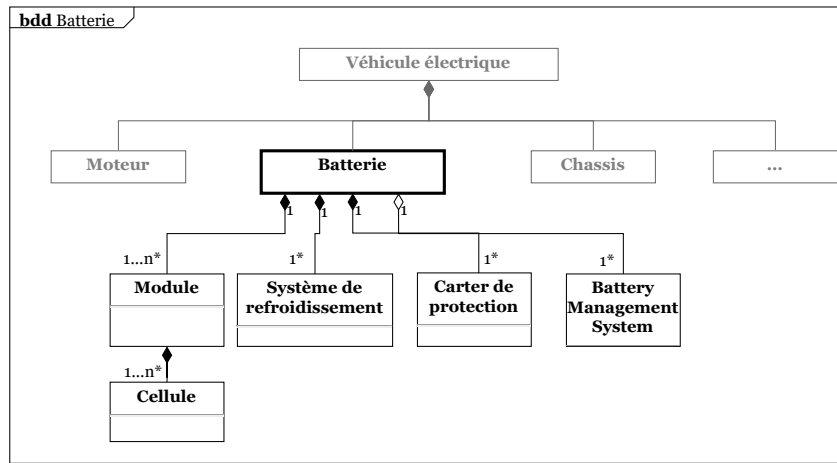 bdd Batterie
Véhicule électrique
Moteur
Batterie
Chassis
...
1
1
1
1
1...n*
1*
1*
1*
Module
Système de
refroidissement
Carter de
protection
Battery
Management
System
1...n*
Cellule